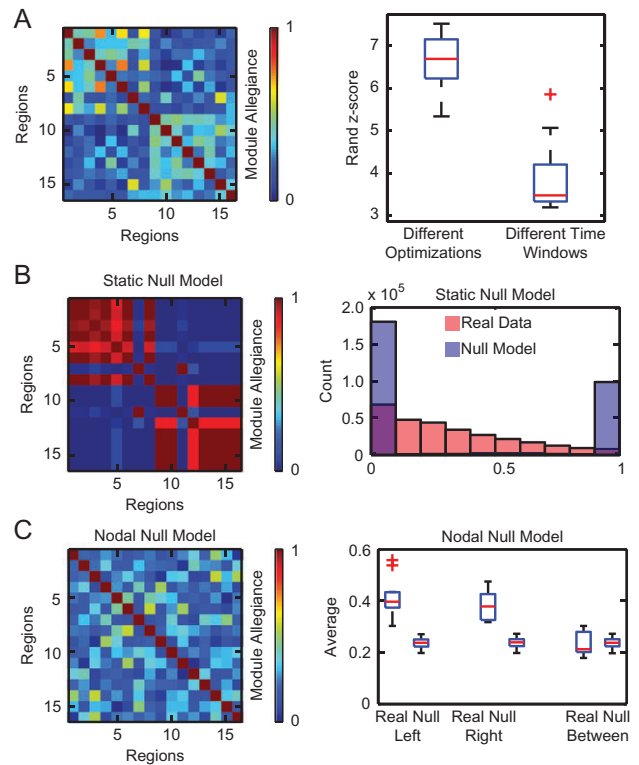 A
Regions
5
10
15
5 10 15
Regions
1
0
Module Allegiance
Rand z-score
7
6
5
4
3
Different Optimizations
Different Time Windows
B
Static Null Model
Regions
5
10
15
5 10 15
Regions
1
0
Module Allegiance
x 10^5
Static Null Model
Real Data
Null Model
Count
2.0
1.5
1.0
0.5
0
0 0.5 1
C
Nodal Null Model
Regions
5
10
15
5 10 15
Regions
1
0
Module Allegiance
Nodal Null Model
Average
0.6
0.4
0.2
0
Real Null Real Null Real Null
Left Right Between